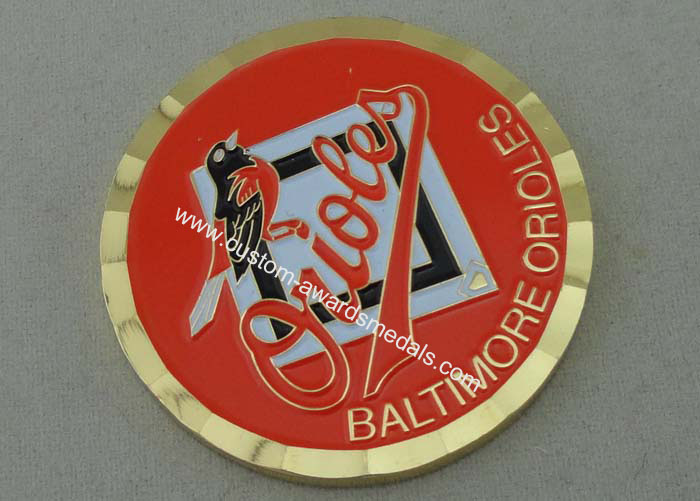 Orioles
BALTIMORE ORIOLES
www.custom-awardsmedals.com